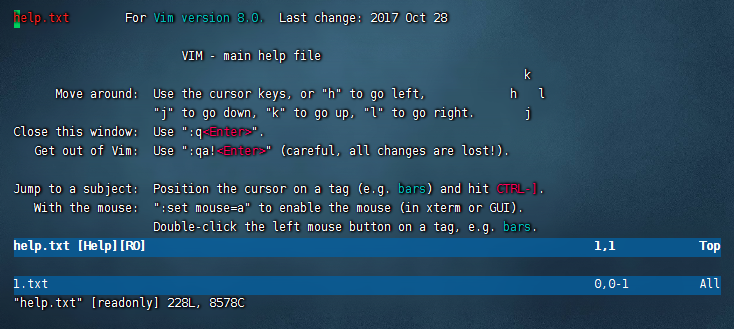 help.txt For Vim version 8.0. Last change: 2017 Oct 28
VIM - main help file
k
Move around: Use the cursor keys, or "h" to go left, h l
"j" to go down, "k" to go up, "l" to go right. j
Close this window: Use ":q<Enter>".
Get out of Vim: Use ":qa!<Enter>" (careful, all changes are lost!).
Jump to a subject: Position the cursor on a tag (e.g. bars) and hit CTRL-].
With the mouse: ":set mouse=a" to enable the mouse (in xterm or GUI).
Double-click the left mouse button on a tag, e.g. bars.
help.txt [Help][RO] 1,1 Top
1.txt 0,0-1 All
"help.txt" [readonly] 228L, 8578C